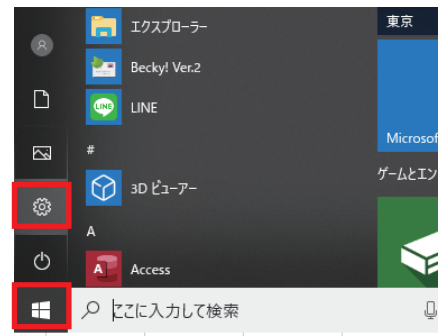 エクスプローラー
東京
Becky! Ver.2
LINE
LINE
Microsof
#
ゲームとエン
3D ビューアー
A
A
Access
ここに入力して検索